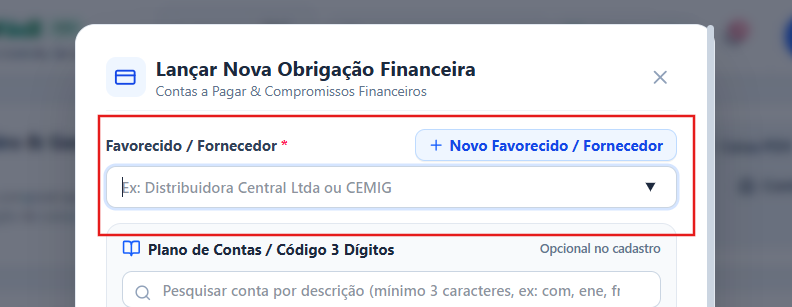 Lançar Nova Obrigação Financeira
Contas a Pagar & Compromissos Financeiros
Favorecido / Fornecedor *
+ Novo Favorecido / Fornecedor
Ex: Distribuidora Central Ltda ou CEMIG
Plano de Contas / Código 3 Dígitos
Opcional no cadastro
Pesquisar conta por descrição (mínimo 3 caracteres, ex: com, ene,